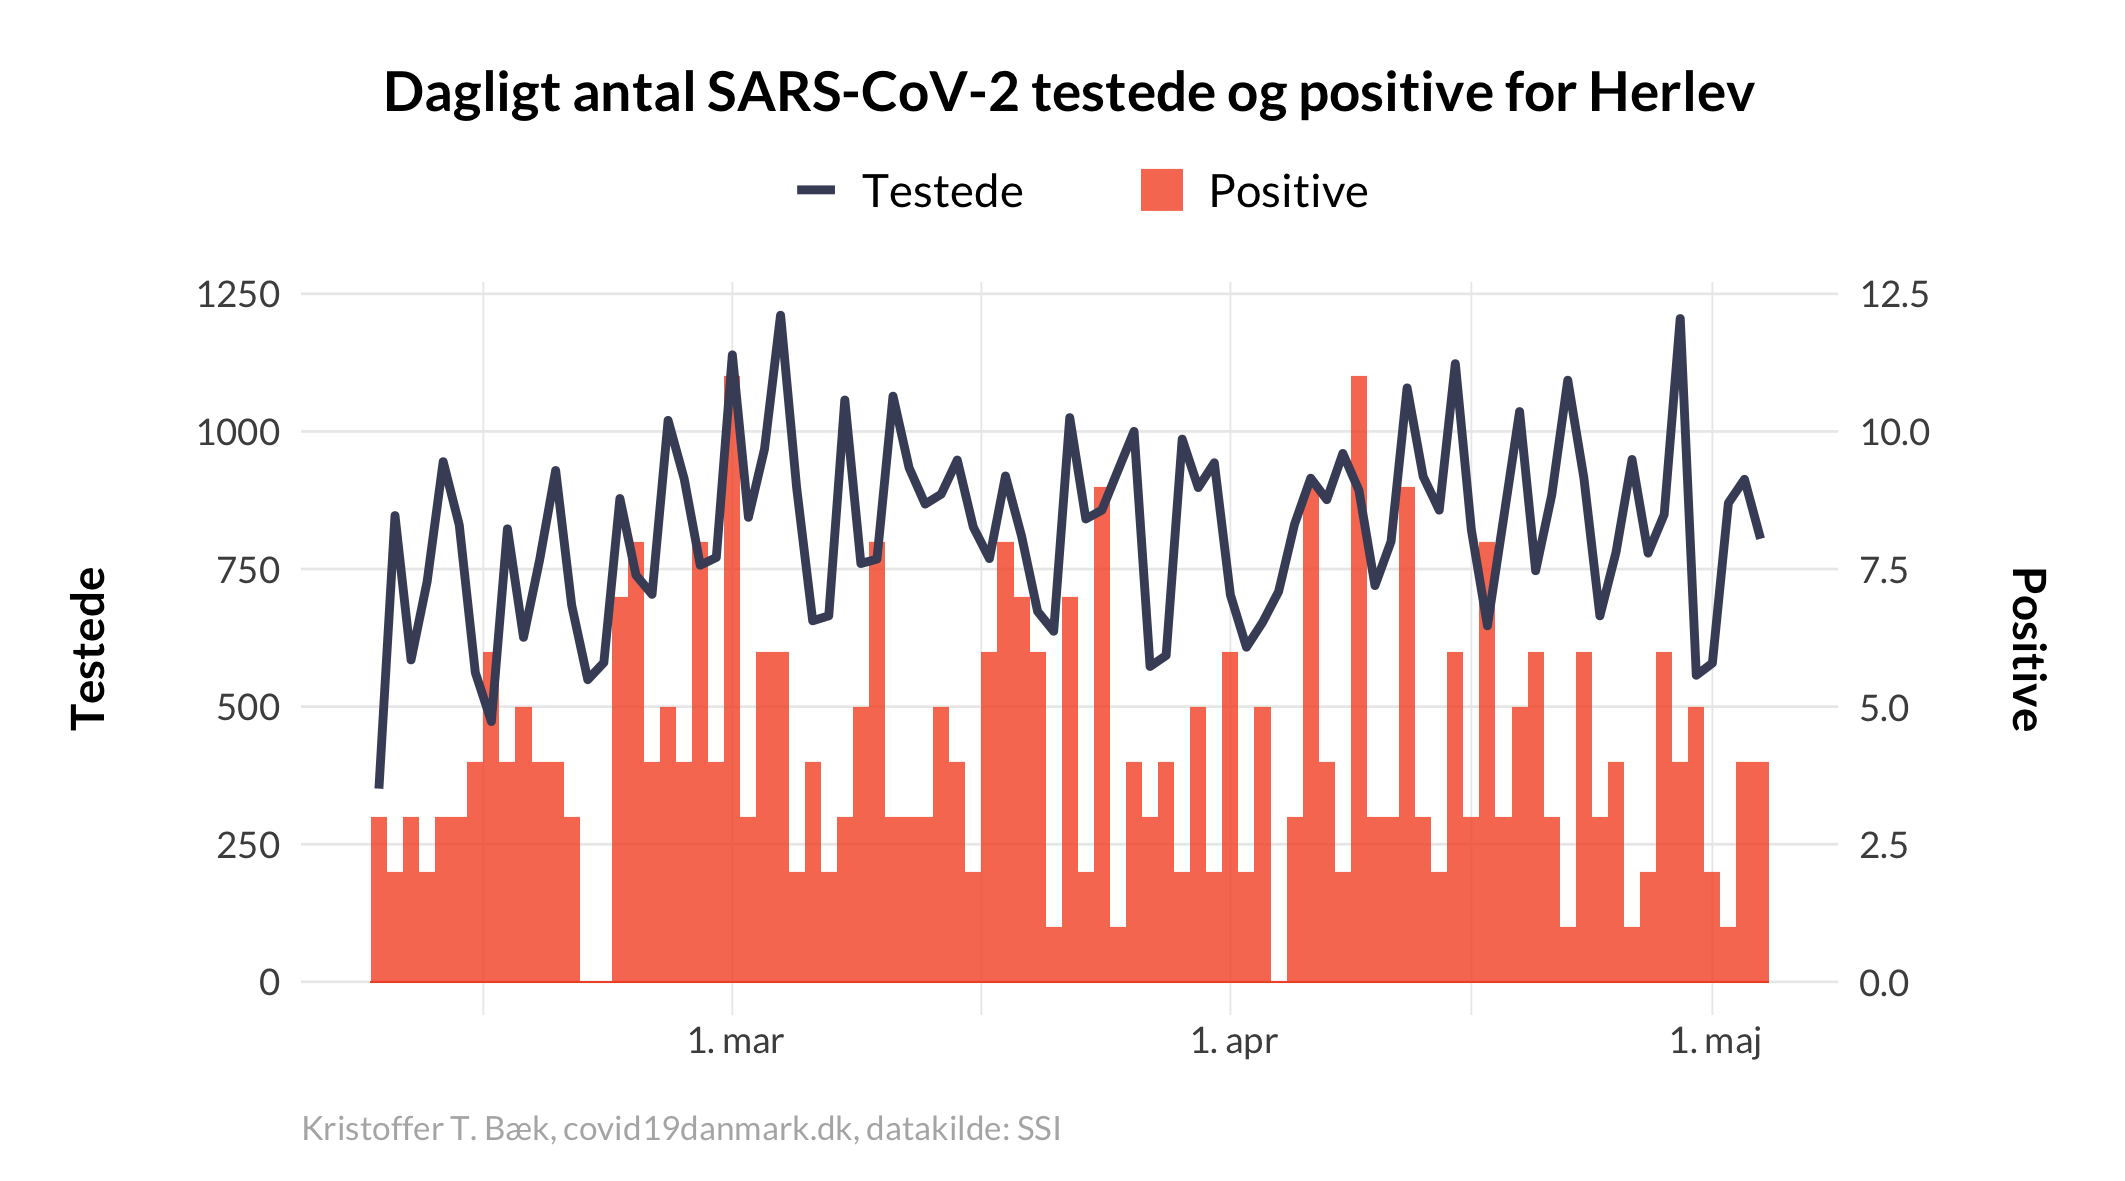 Dagligt antal SARS-CoV-2 testede og positive for Herlev
Testede Positive
1250 12.5
1000 10.0
750 7.5
500 5.0
250 2.5
0 0.0
Testede
Positive
1. mar 1. apr 1. maj
Kristoffer T. Bæk, covid19danmark.dk, datakilde: SSI